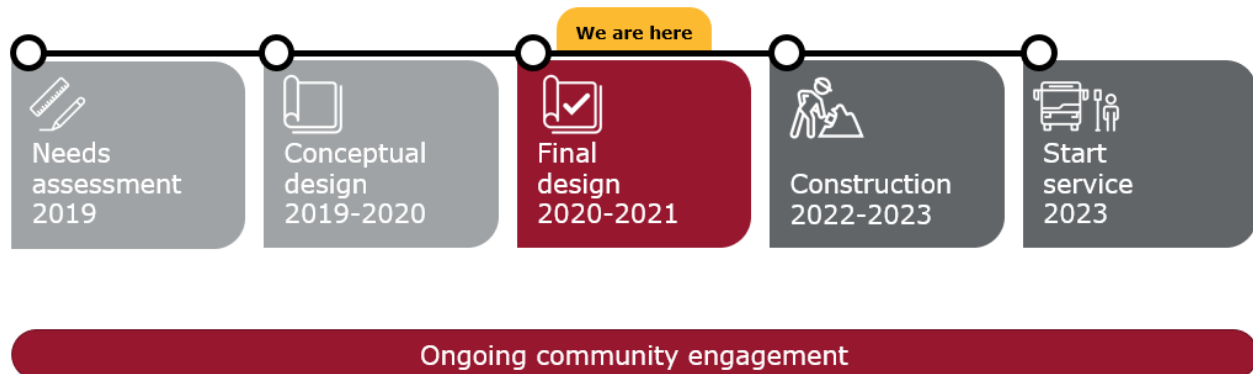 We are here
Needs
assessment
2019
Conceptual
design
2019-2020
Final
design
2020-2021
Construction
2022-2023
Start
service
2023
Ongoing community engagement